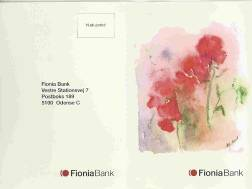 Fionia Bank
Vestre Stationsvej 7
Postboks 189
5100 Odense C
FioniaBank
FioniaBank